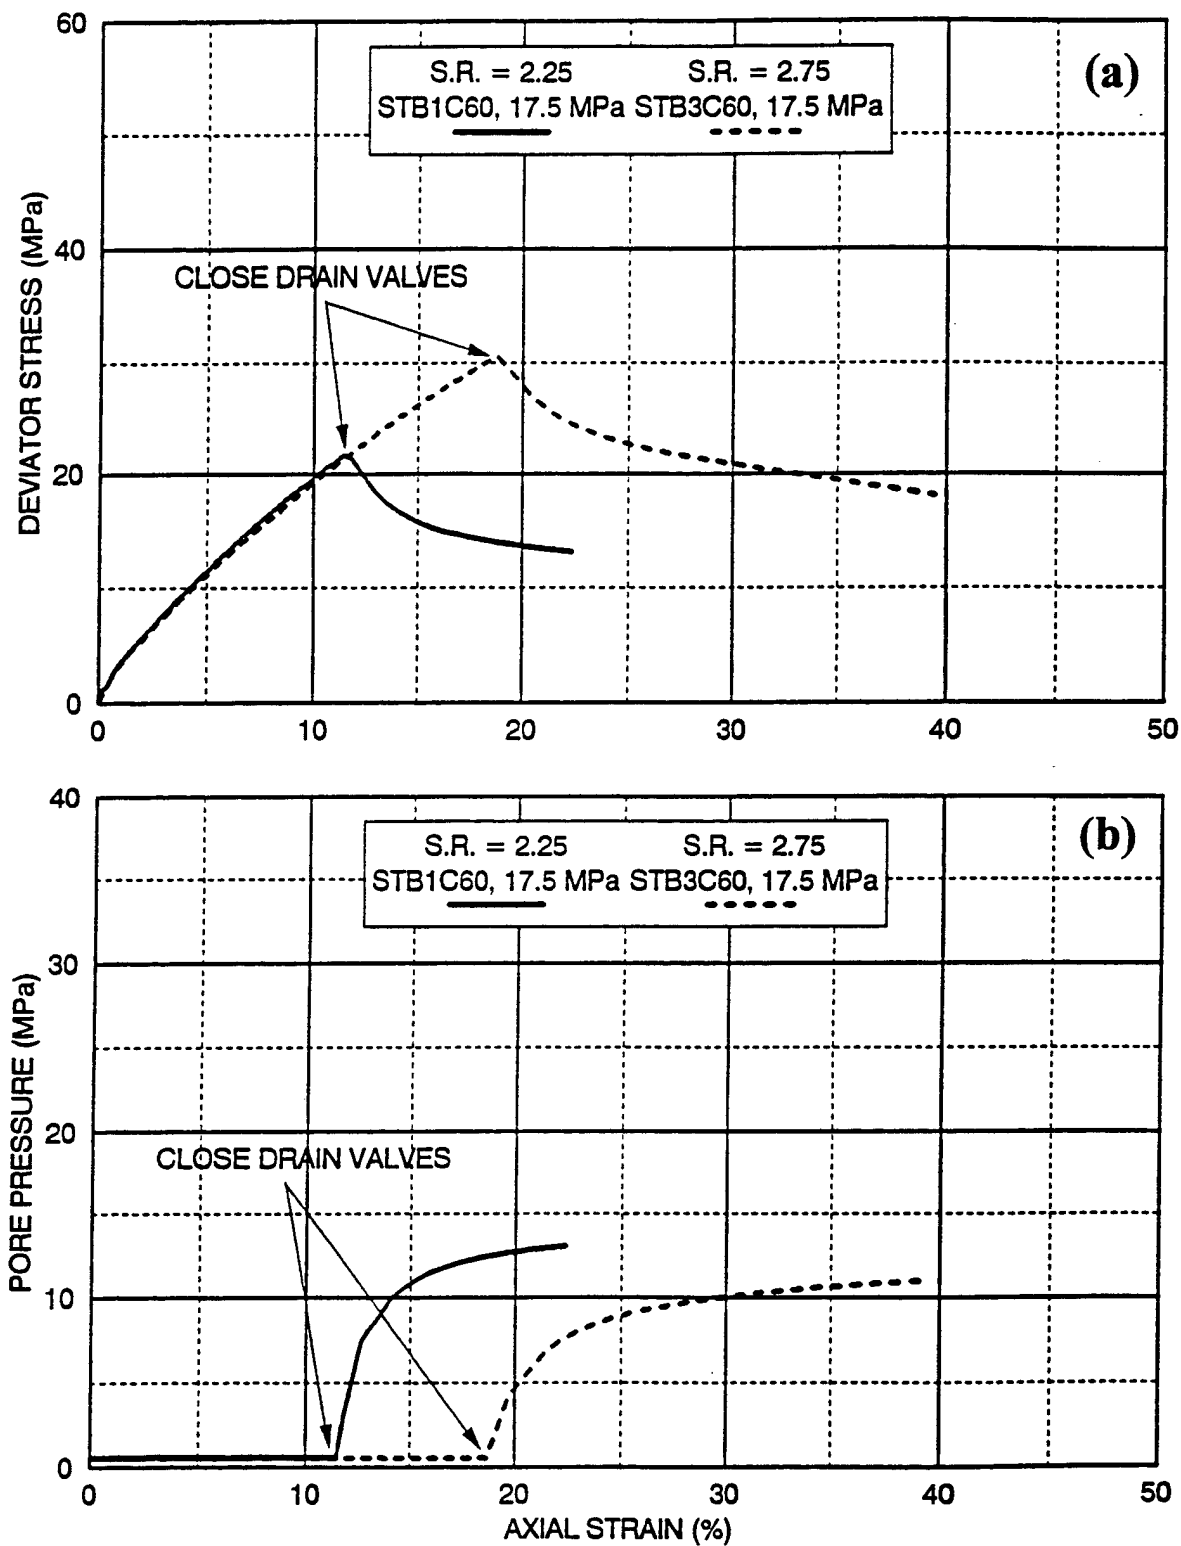 60
(a)
S.R. = 2.25 S.R. = 2.75
STB1C60, 17.5 MPa STB3C60, 17.5 MPa
40
CLOSE DRAIN VALVES
20
0
DEVIATOR STRESS (MPa)
0 10 20 30 40 50
40
(b)
S.R. = 2.25 S.R. = 2.75
STB1C60, 17.5 MPa STB3C60, 17.5 MPa
30
20
CLOSE DRAIN VALVES
10
0
PORE PRESSURE (MPa)
0 10 20 30 40 50
AXIAL STRAIN (%)